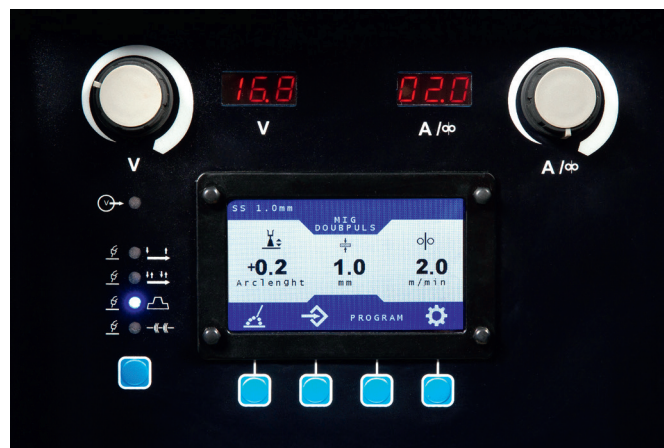 16.8
02.0
V
A/
V
A/
SS 1.0mm
MIG
DOUBPULS
+0.2
1.0
2.0
Arclenght
mm
m/min
V
PROGRAM